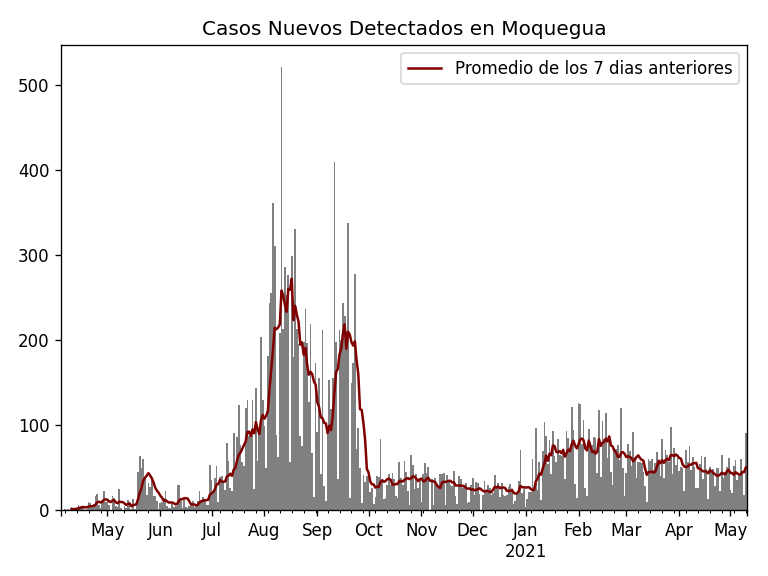 Casos Nuevos Detectados en Moquegua
Promedio de los 7 dias anteriores
500
400
300
200
100
0
May Jun Jul Aug Sep Oct Nov Dec Jan Feb Mar Apr May
2021